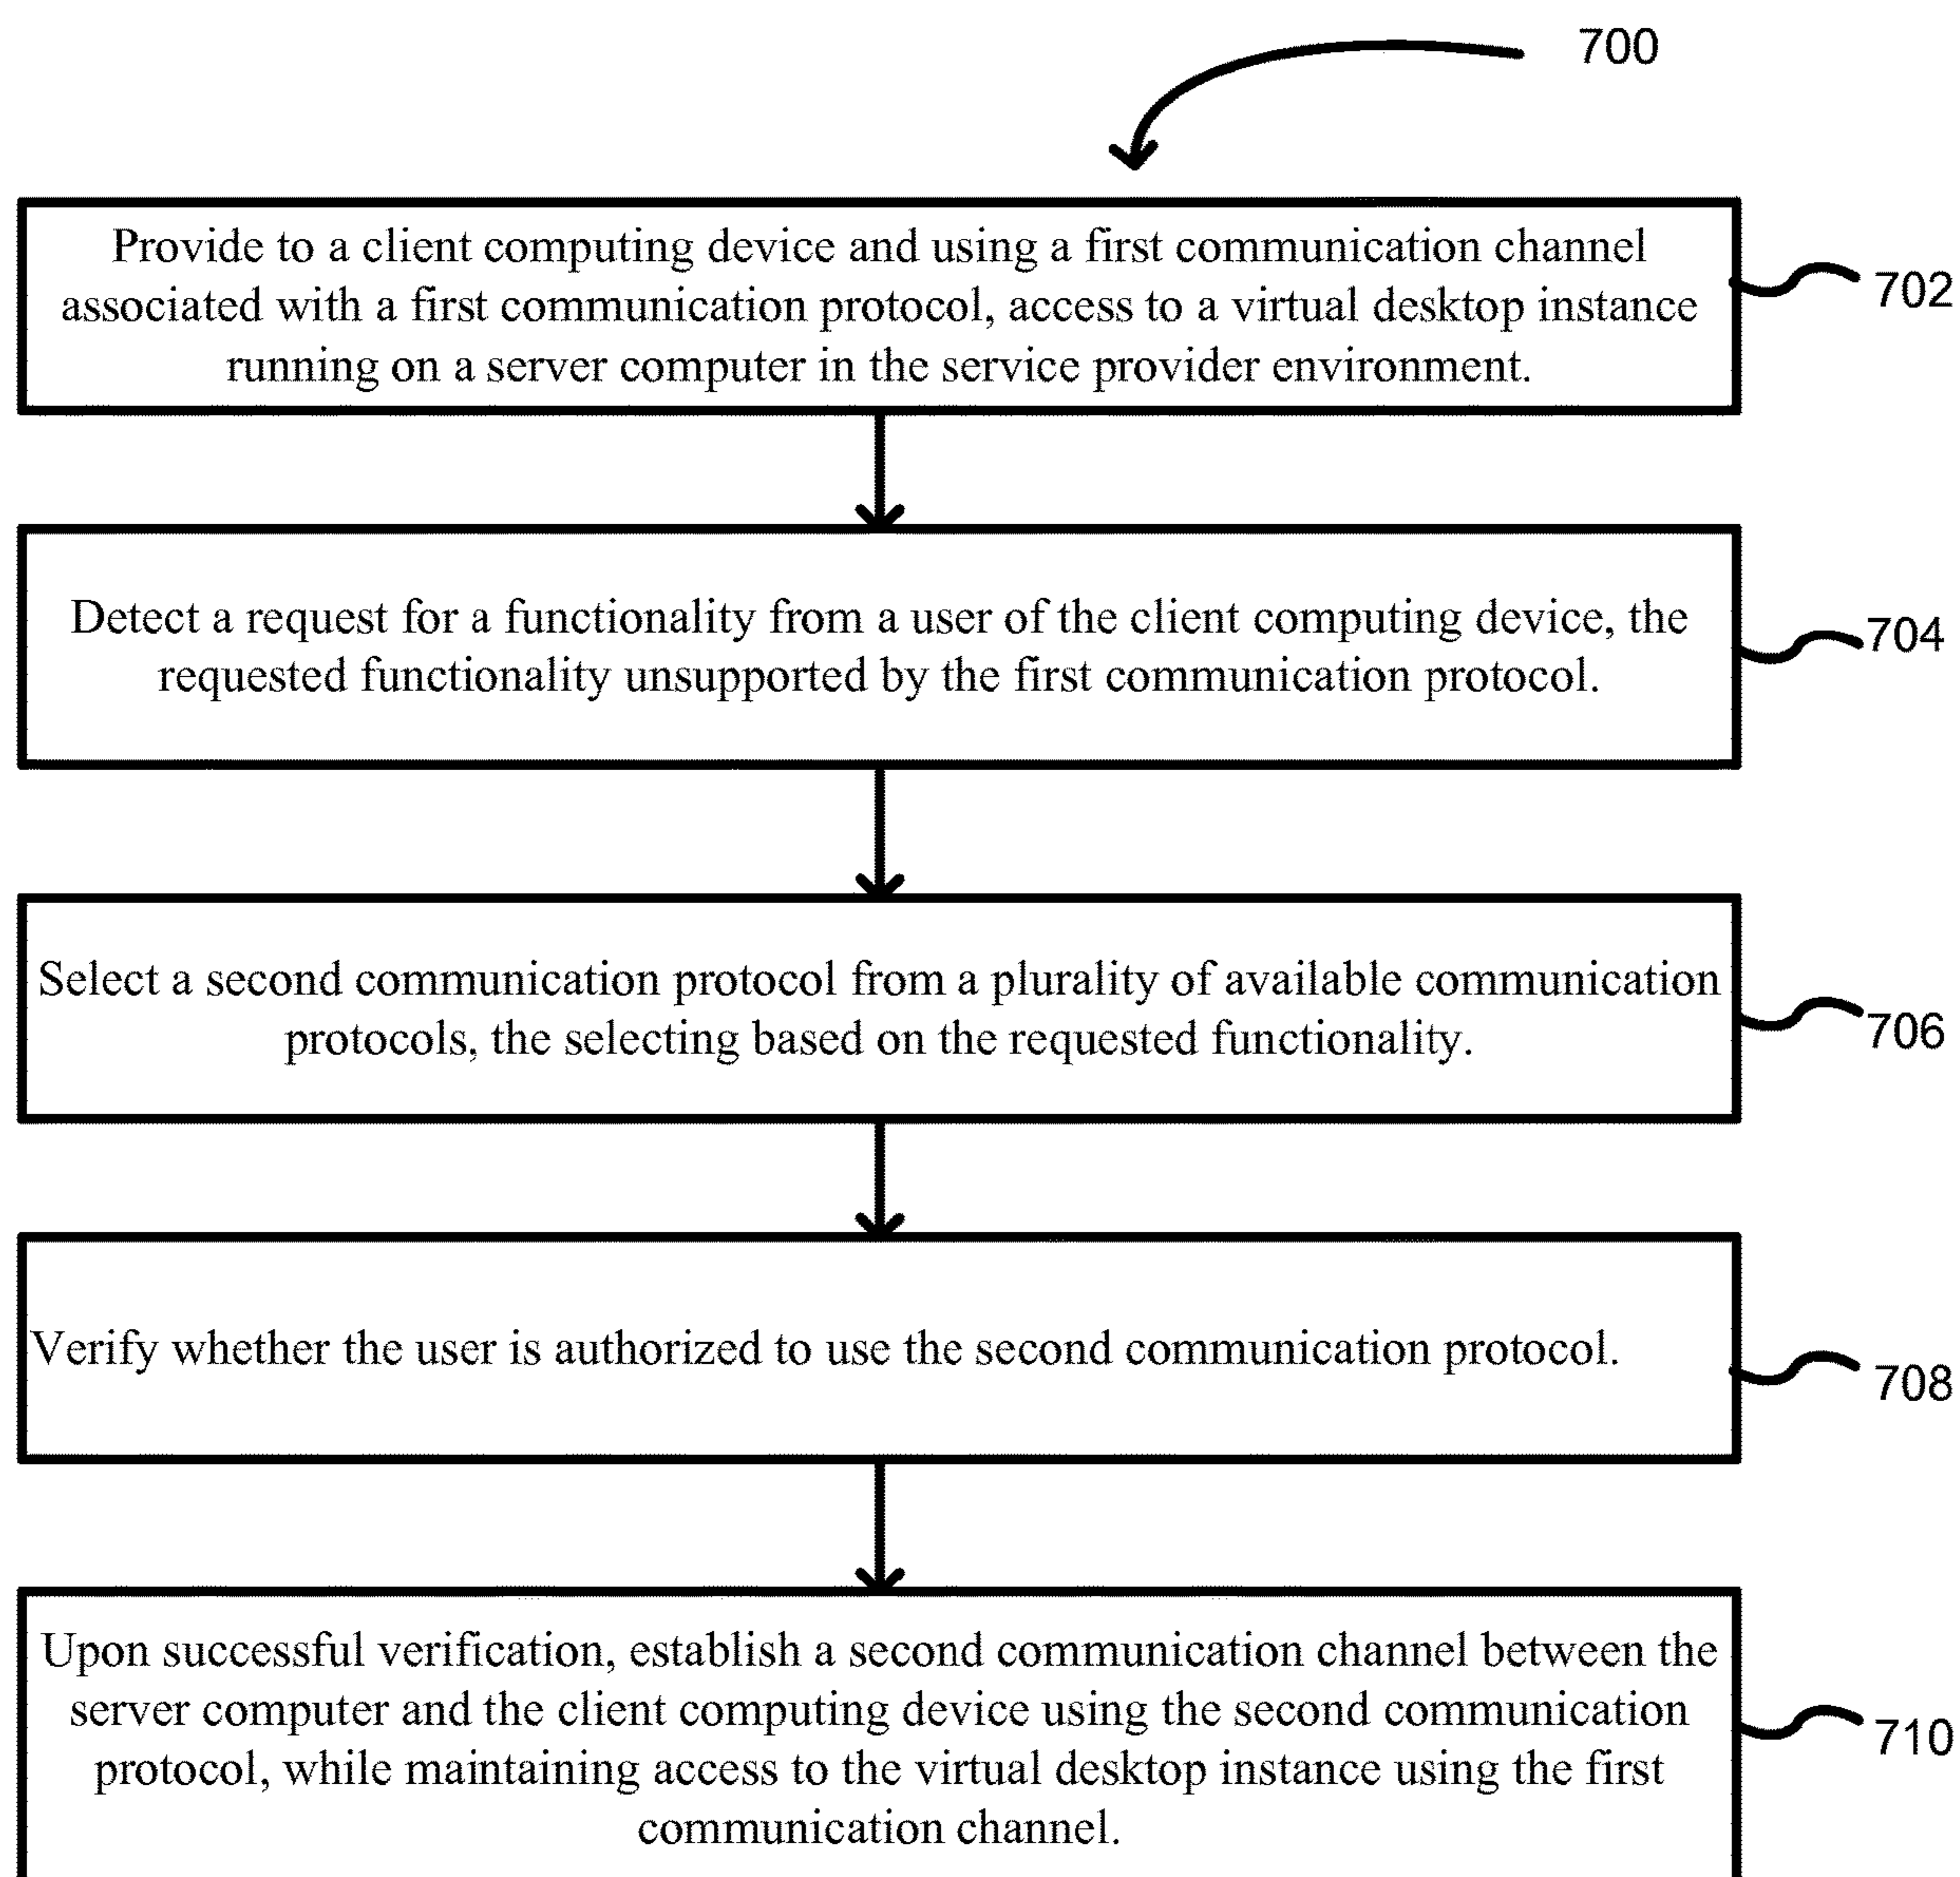 700
Provide to a client computing device and using a first communication channel
associated with a first communication protocol, access to a virtual desktop instance
running on a server computer in the service provider environment.
702
Detect a request for a functionality from a user of the client computing device, the
requested functionality unsupported by the first communication protocol.
704
Select a second communication protocol from a plurality of available communication
protocols, the selecting based on the requested functionality.
706
Verify whether the user is authorized to use the second communication protocol.
708
Upon successful verification, establish a second communication channel between the
server computer and the client computing device using the second communication
protocol, while maintaining access to the virtual desktop instance using the first
communication channel.
710